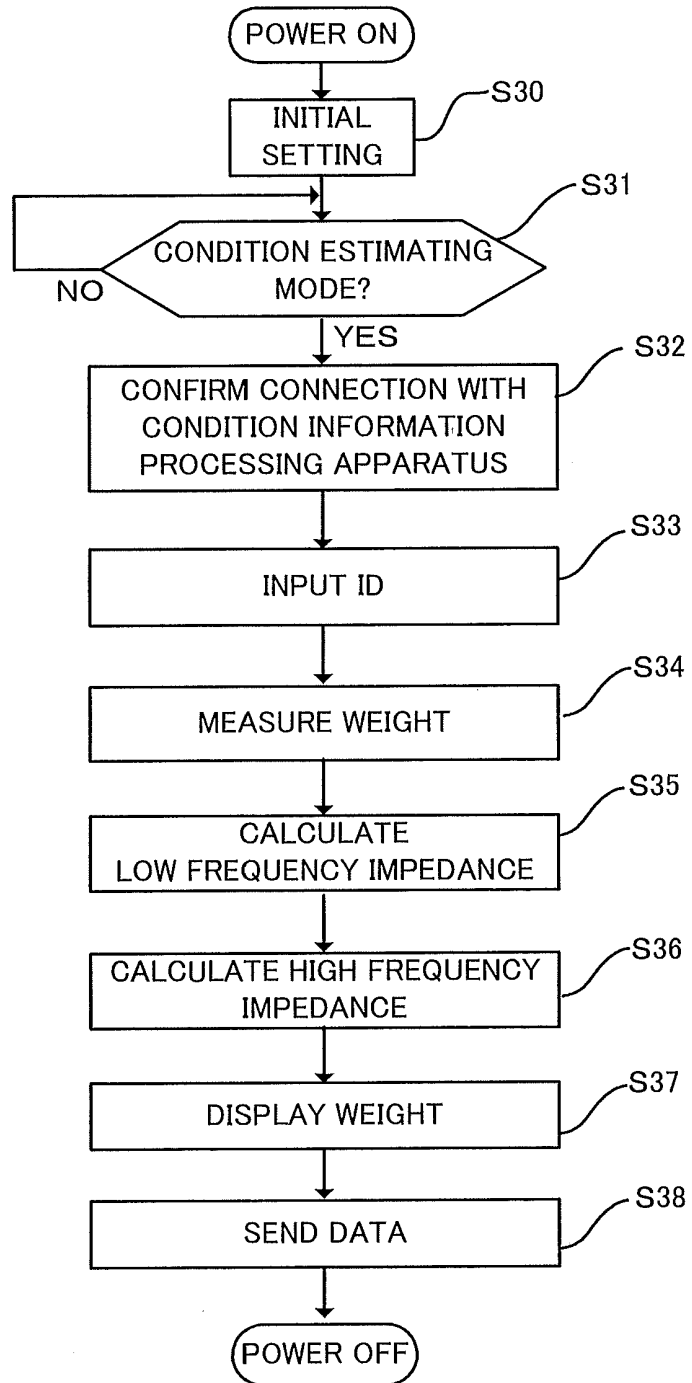 POWER ON
S30
INITIAL
SETTING
S31
CONDITION ESTIMATING
MODE?
NO
YES
S32
CONFIRM CONNECTION WITH
CONDITION INFORMATION
PROCESSING APPARATUS
S33
INPUT ID
S34
MEASURE WEIGHT
S35
CALCULATE
LOW FREQUENCY IMPEDANCE
S36
CALCULATE HIGH FREQUENCY
IMPEDANCE
S37
DISPLAY WEIGHT
S38
SEND DATA
POWER OFF